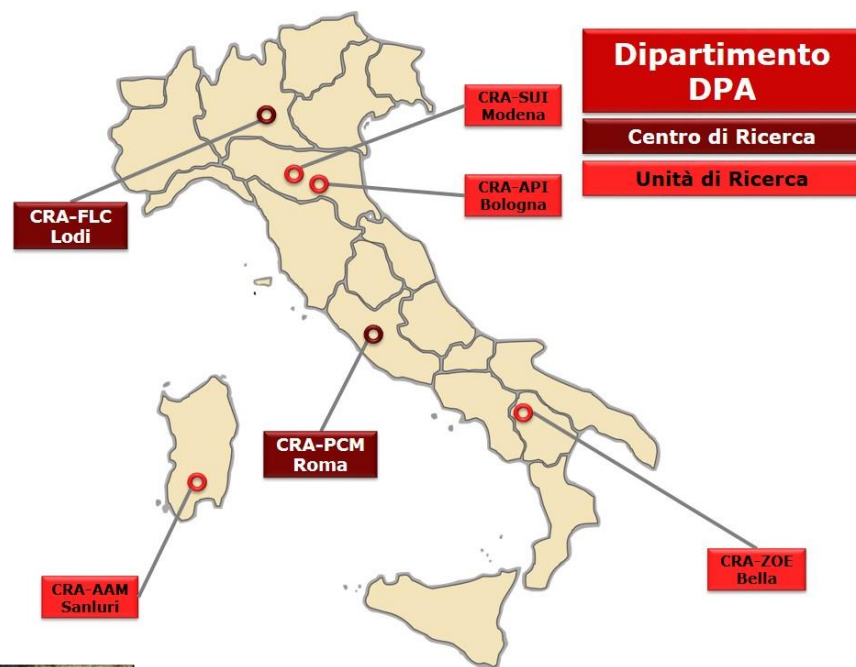 Dipartimento
DPA
Centro di Ricerca
Unità di Ricerca
CRA-SUI
Modena
CRA-API
Bologna
CRA-FLC
Lodi
CRA-PCM
Roma
CRA-ZOE
Bella
CRA-AAM
Sanluri